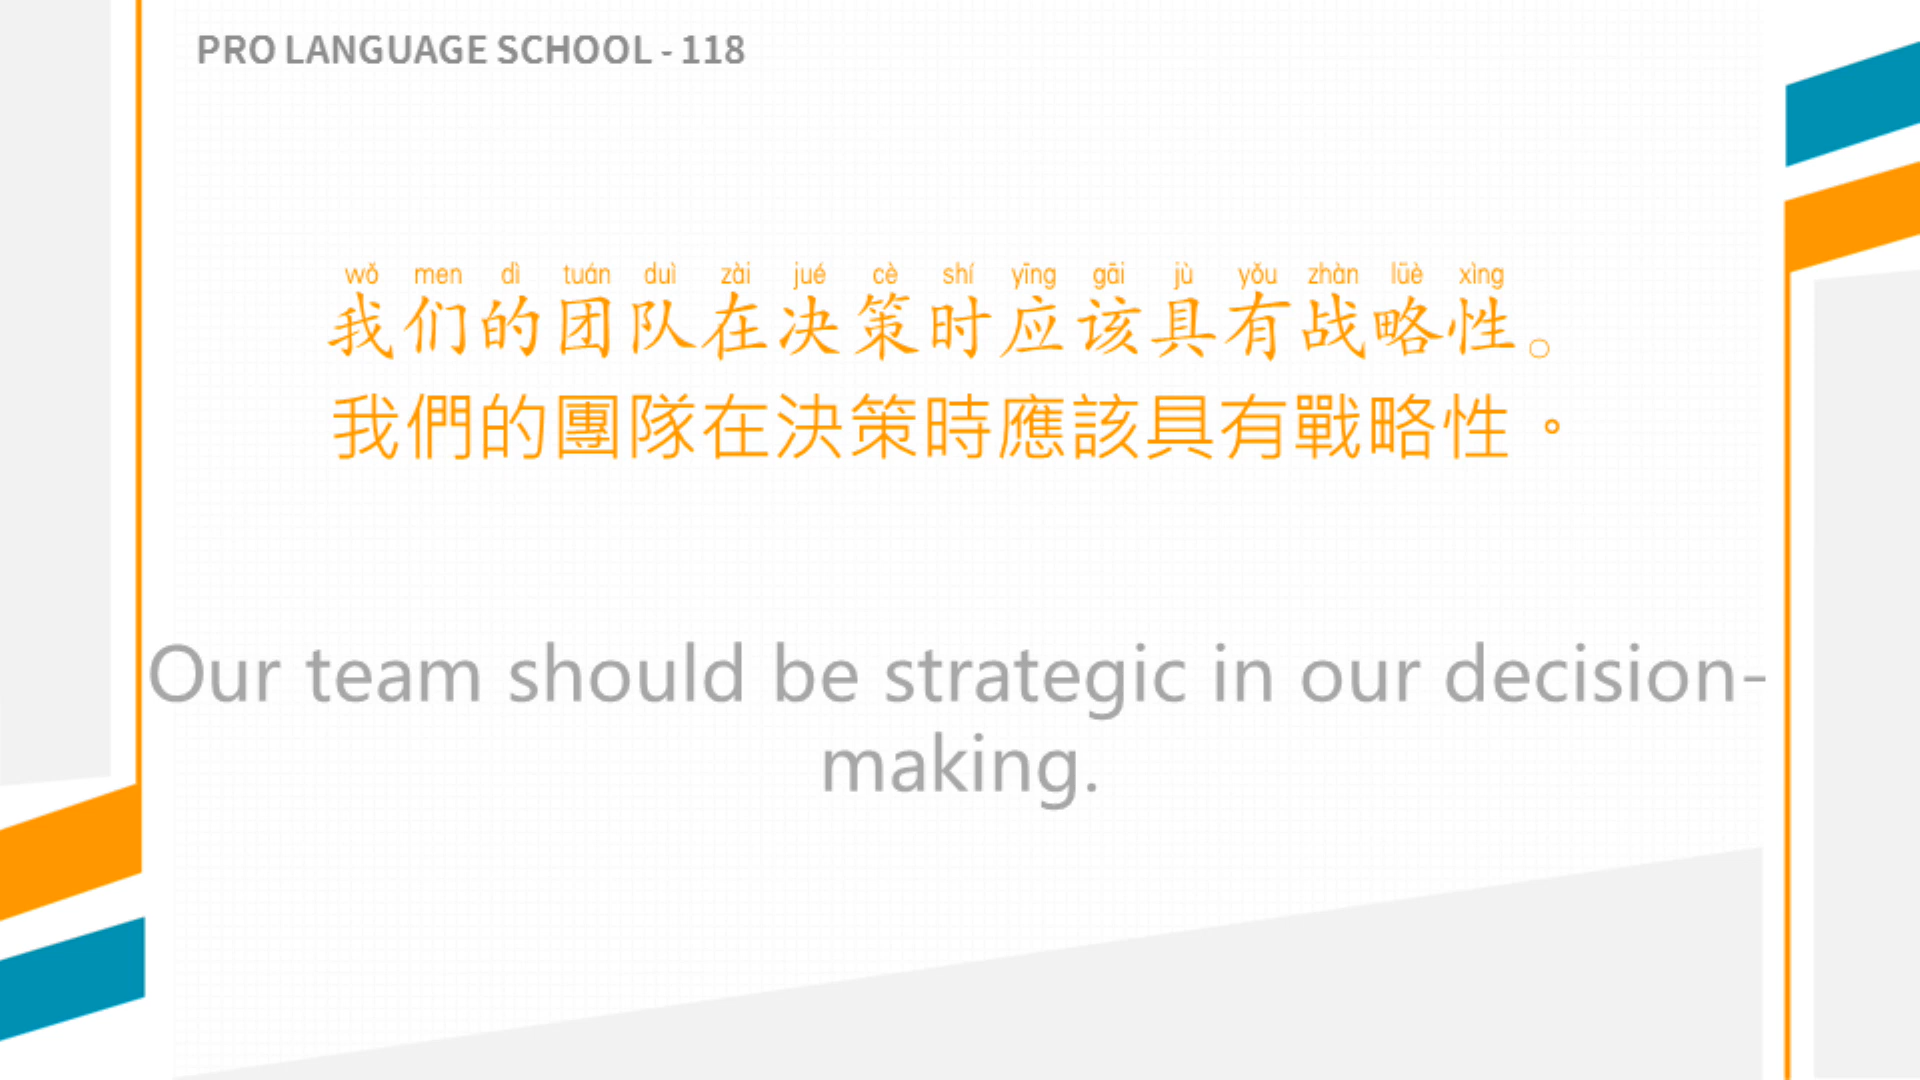 PRO LANGUAGE SCHOOL - 118
wǒ men dì tuán duì zài jué cè shí yīng gāi jù yǒu zhàn lüè xìng
我们的团队在决策时应该具有战略性。
我們的團隊在決策時應該具有戰略性。
Our team should be strategic in our decision-
making.